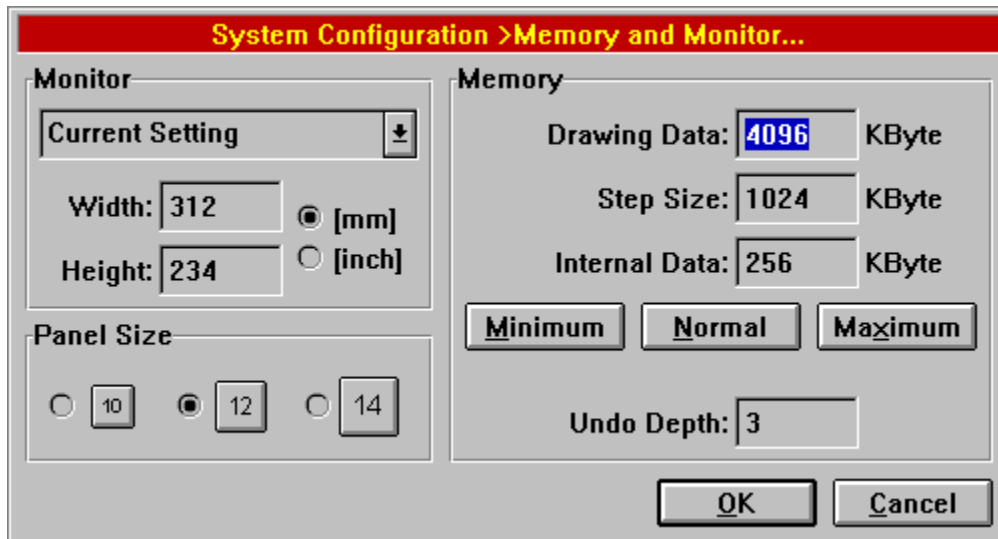 System Configuration >Memory and Monitor...
Monitor
Current Setting
Width: 312
[mm]
Height: 234
[inch]
Panel Size
10 12 14
Memory
Drawing Data: 4096 KByte
Step Size: 1024 KByte
Internal Data: 256 KByte
Minimum Normal Maximum
Undo Depth: 3
OK Cancel